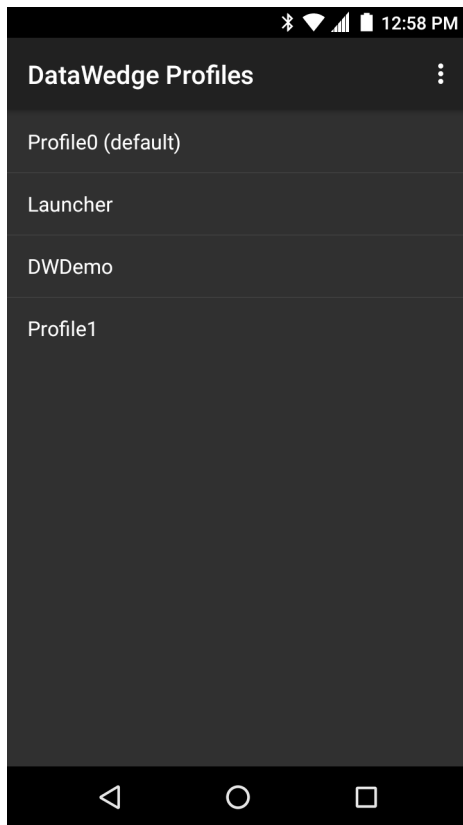 12:58 PM
DataWedge Profiles
Profile0 (default)
Launcher
DWDemo
Profile1